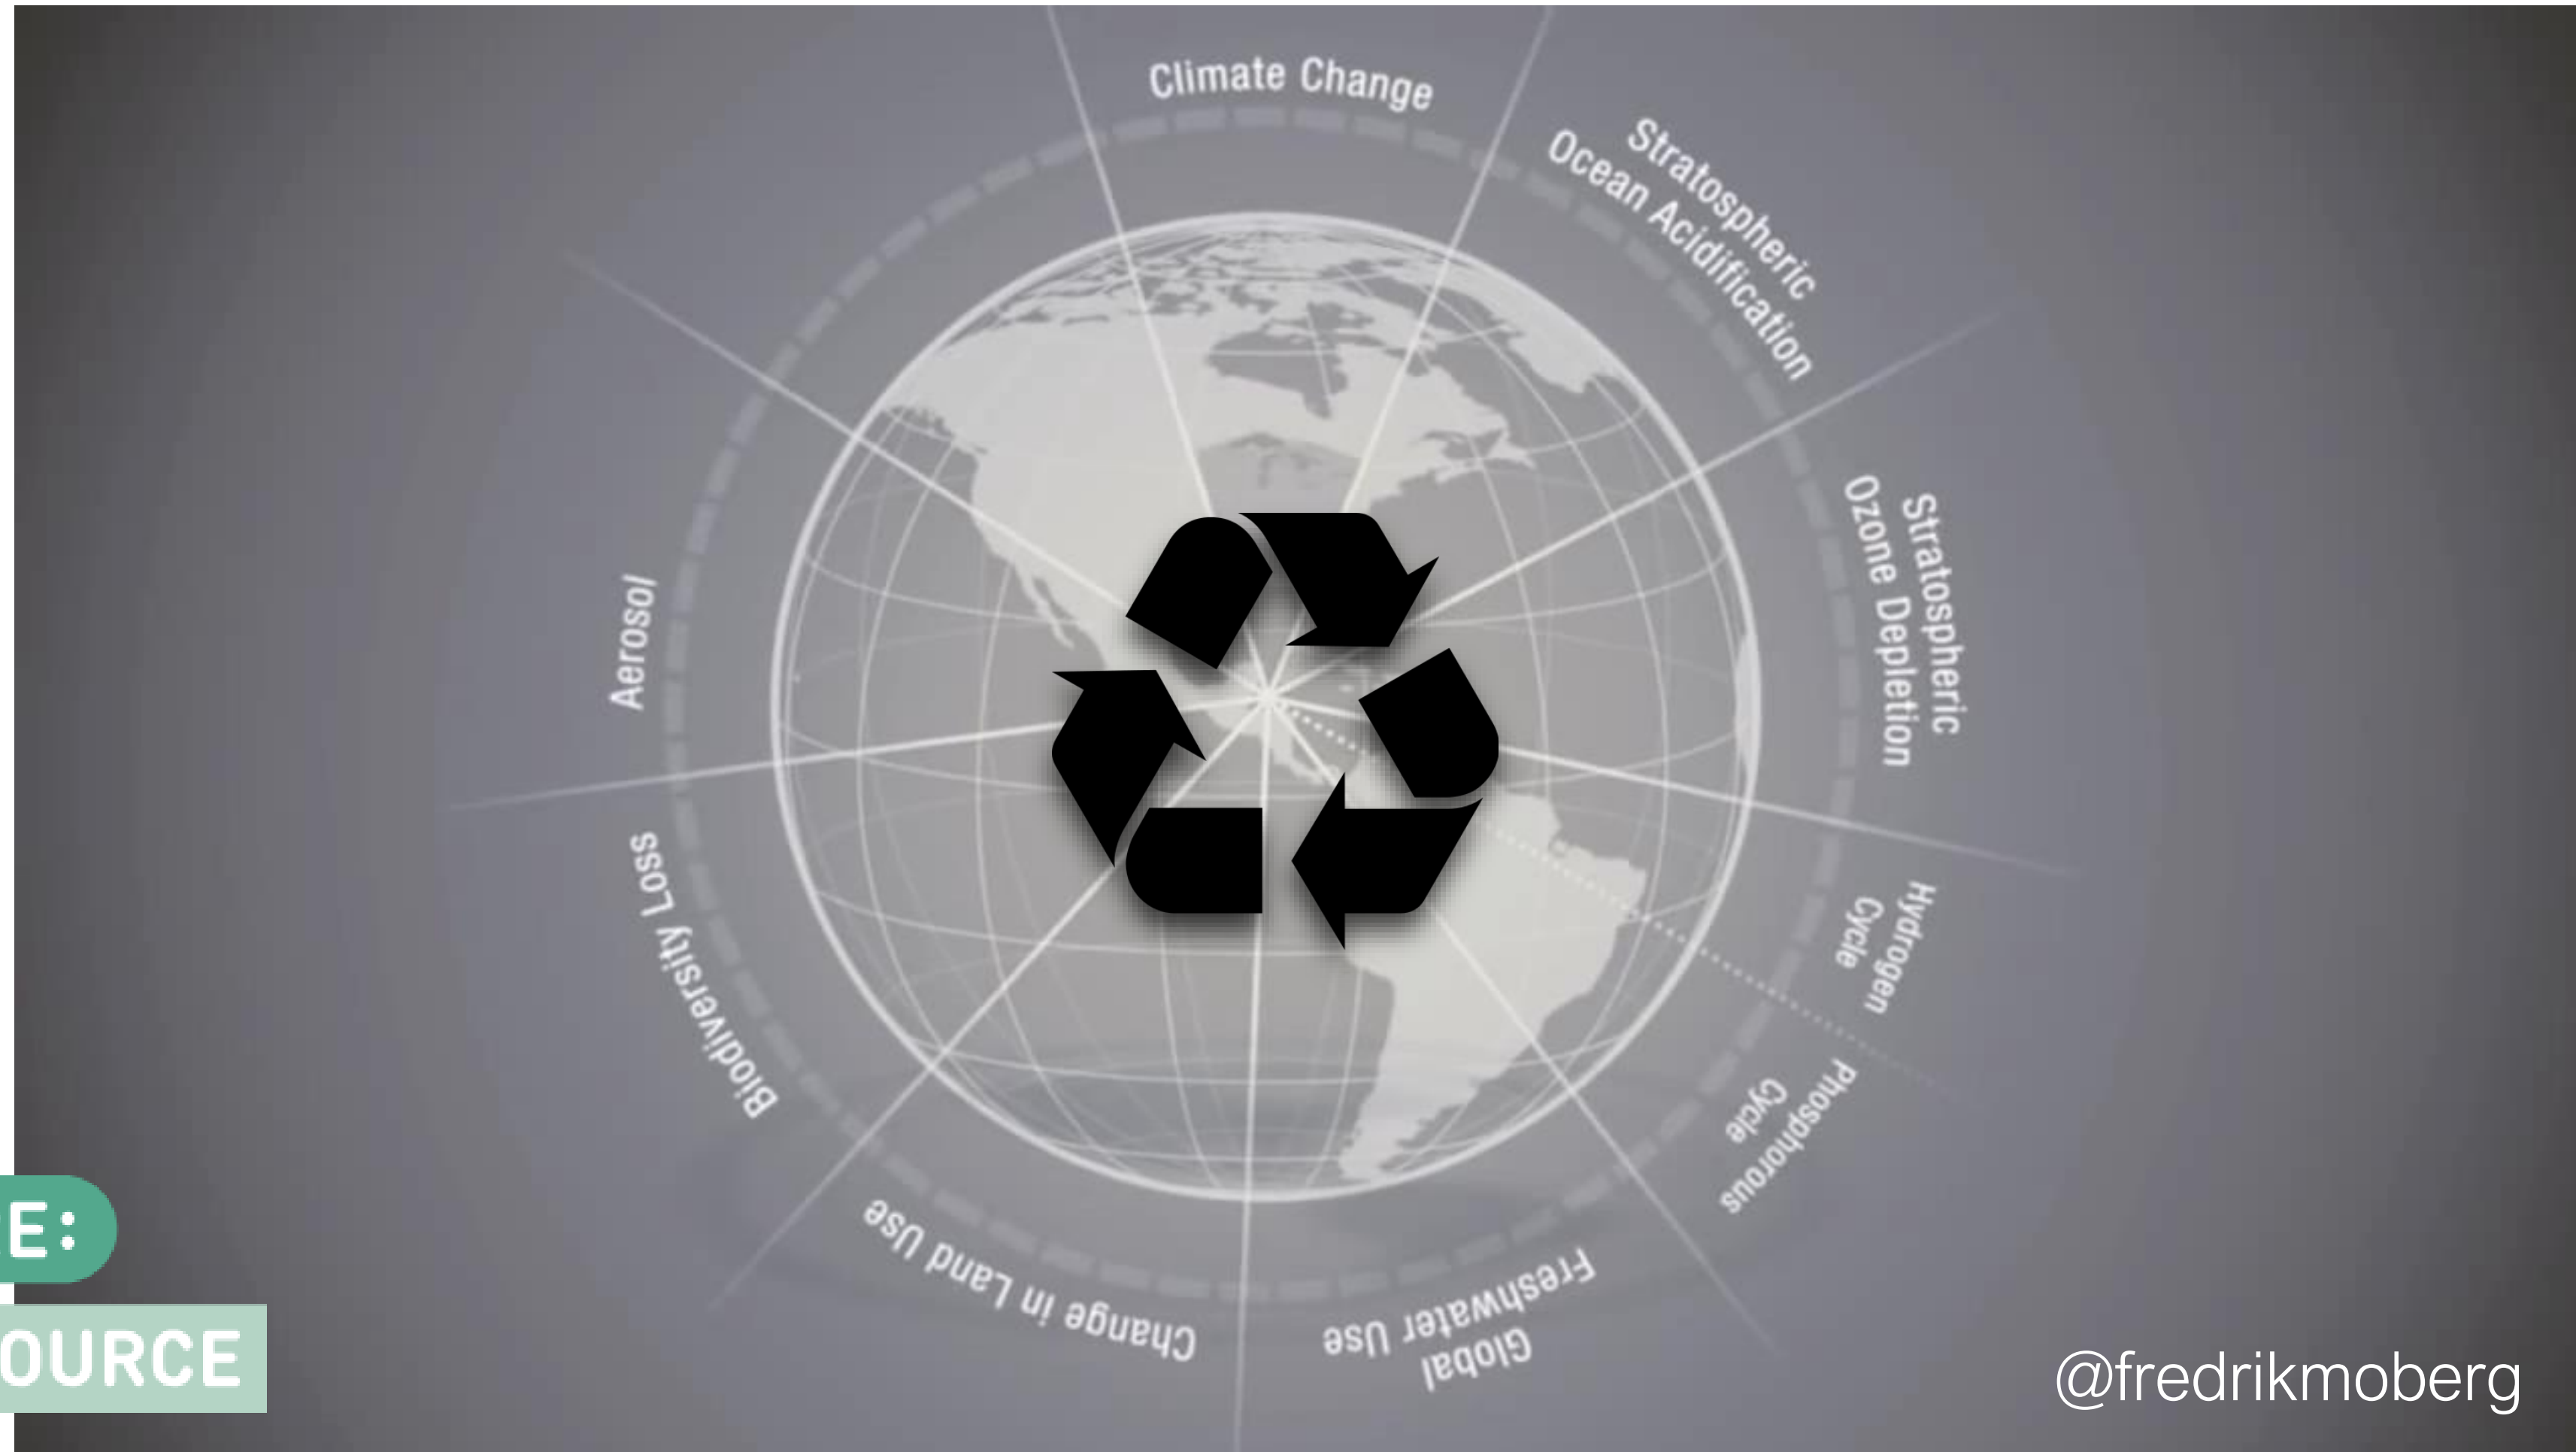 Climate Change
Stratospheric
Ocean Acidification
Stratospheric
Ozone Depletion
Hydrogen
Cycle
Phosphorous
Cycle
Global
Freshwater Use
Change in Land Use
Biodiversity Loss
Aerosol
E:
OURCE
@fredrikmoberg